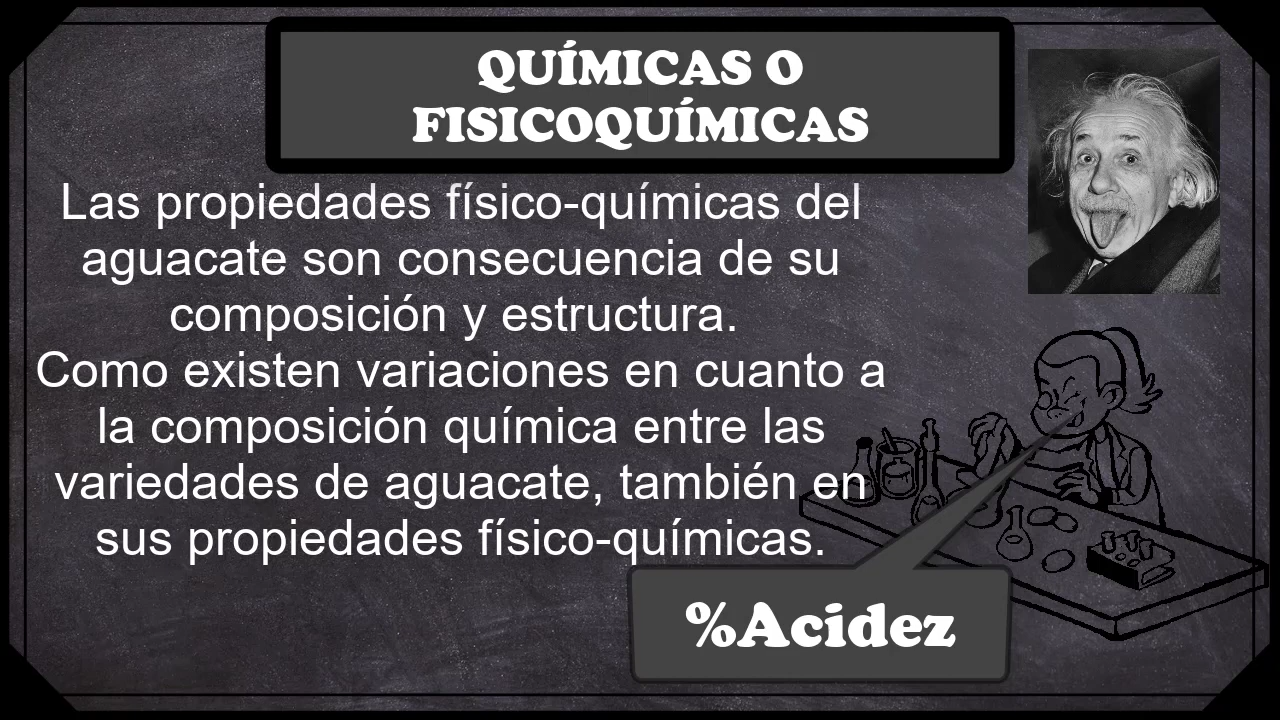 QUÍMICAS O
FISICOQUÍMICAS
Las propiedades físico-químicas del
aguacate son consecuencia de su
composición y estructura.
Como existen variaciones en cuanto a
la composición química entre las
variedades de aguacate, también en
sus propiedades físico-químicas.
%Acidez